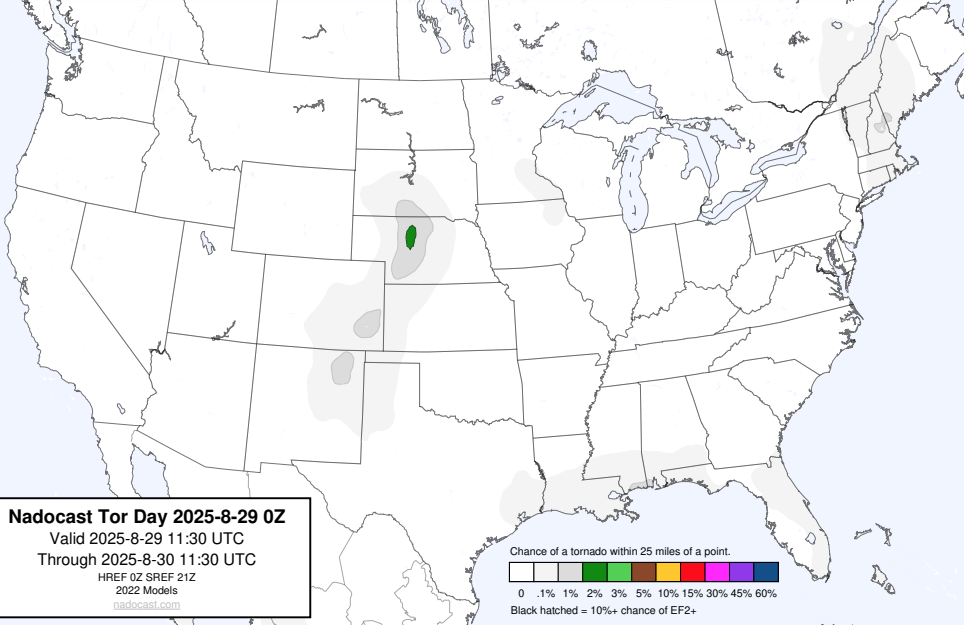 Nadocast Tor Day 2025-8-29 0Z
Valid 2025-8-29 11:30 UTC
Through 2025-8-30 11:30 UTC
HREF 0Z SREF 21Z
2022 Models
nadocast.com
Chance of a tornado within 25 miles of a point.
0 .1% 1% 2% 3% 5% 10% 15% 30% 45% 60%
Black hatched = 10%+ chance of EF2+